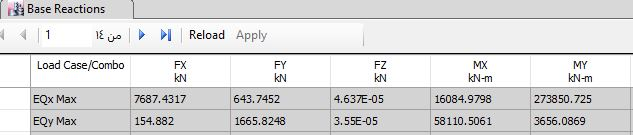 Base Reactions
1 من ١٤ Reload Apply
Load Case/Combo FX kN FY kN FZ kN MX kN-m MY kN-m
EQx Max 7687.4317 643.7452 4.637E-05 16084.9798 273850.725
EQy Max 154.882 1665.8248 3.55E-05 58110.5061 3656.0869